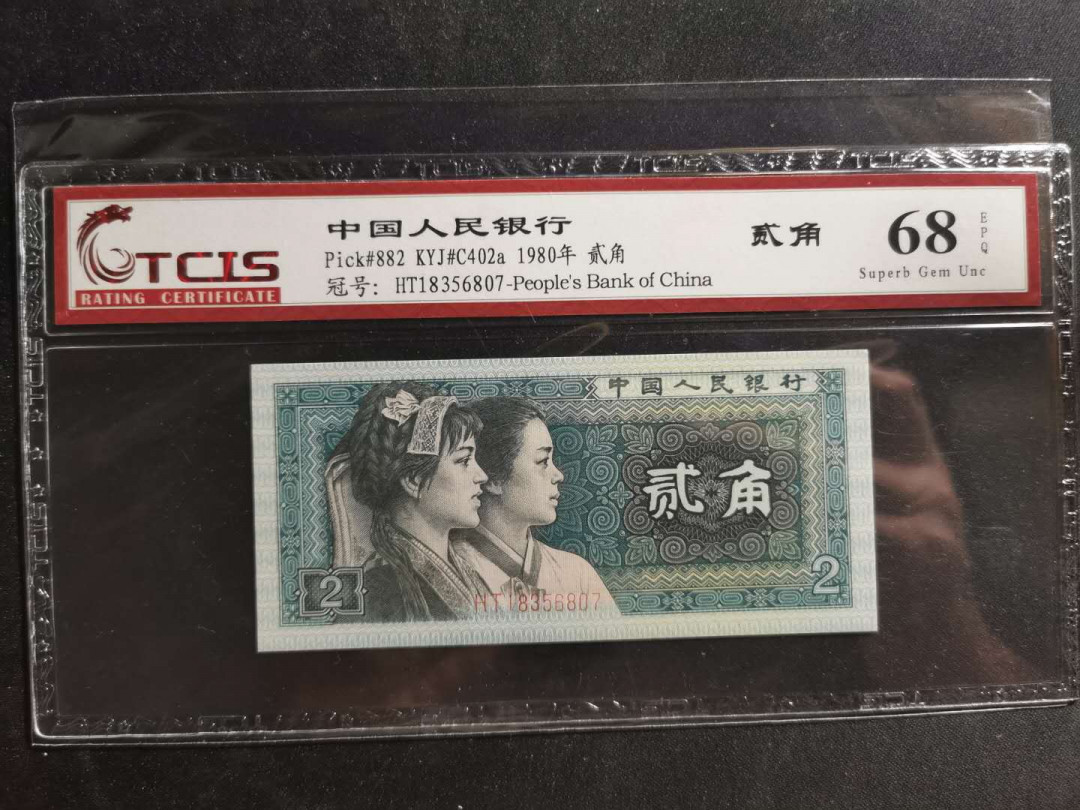 TCIS
RATING CERTIFICATE
中国人民银行
Pick#882 KYJ#C402a 1980年 贰角
冠号: HT18356807-People's Bank of China
贰角
68
EPQ
Superb Gem Unc
中国人民银行
贰角
2
2
HT18356807